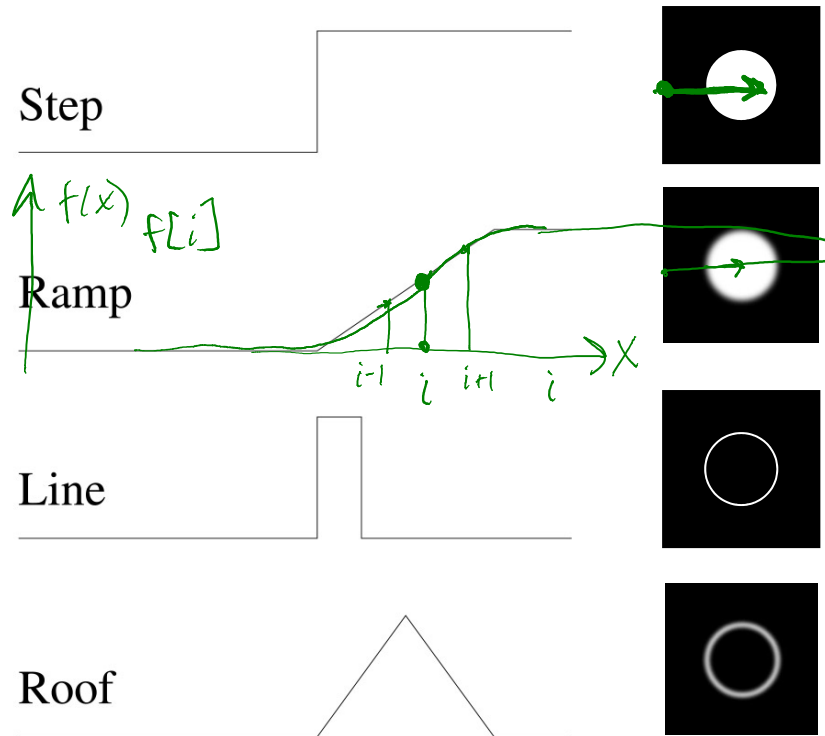 Step
f(x)
f[i]
Ramp
x
i-1 i i+1 i
Line
Roof